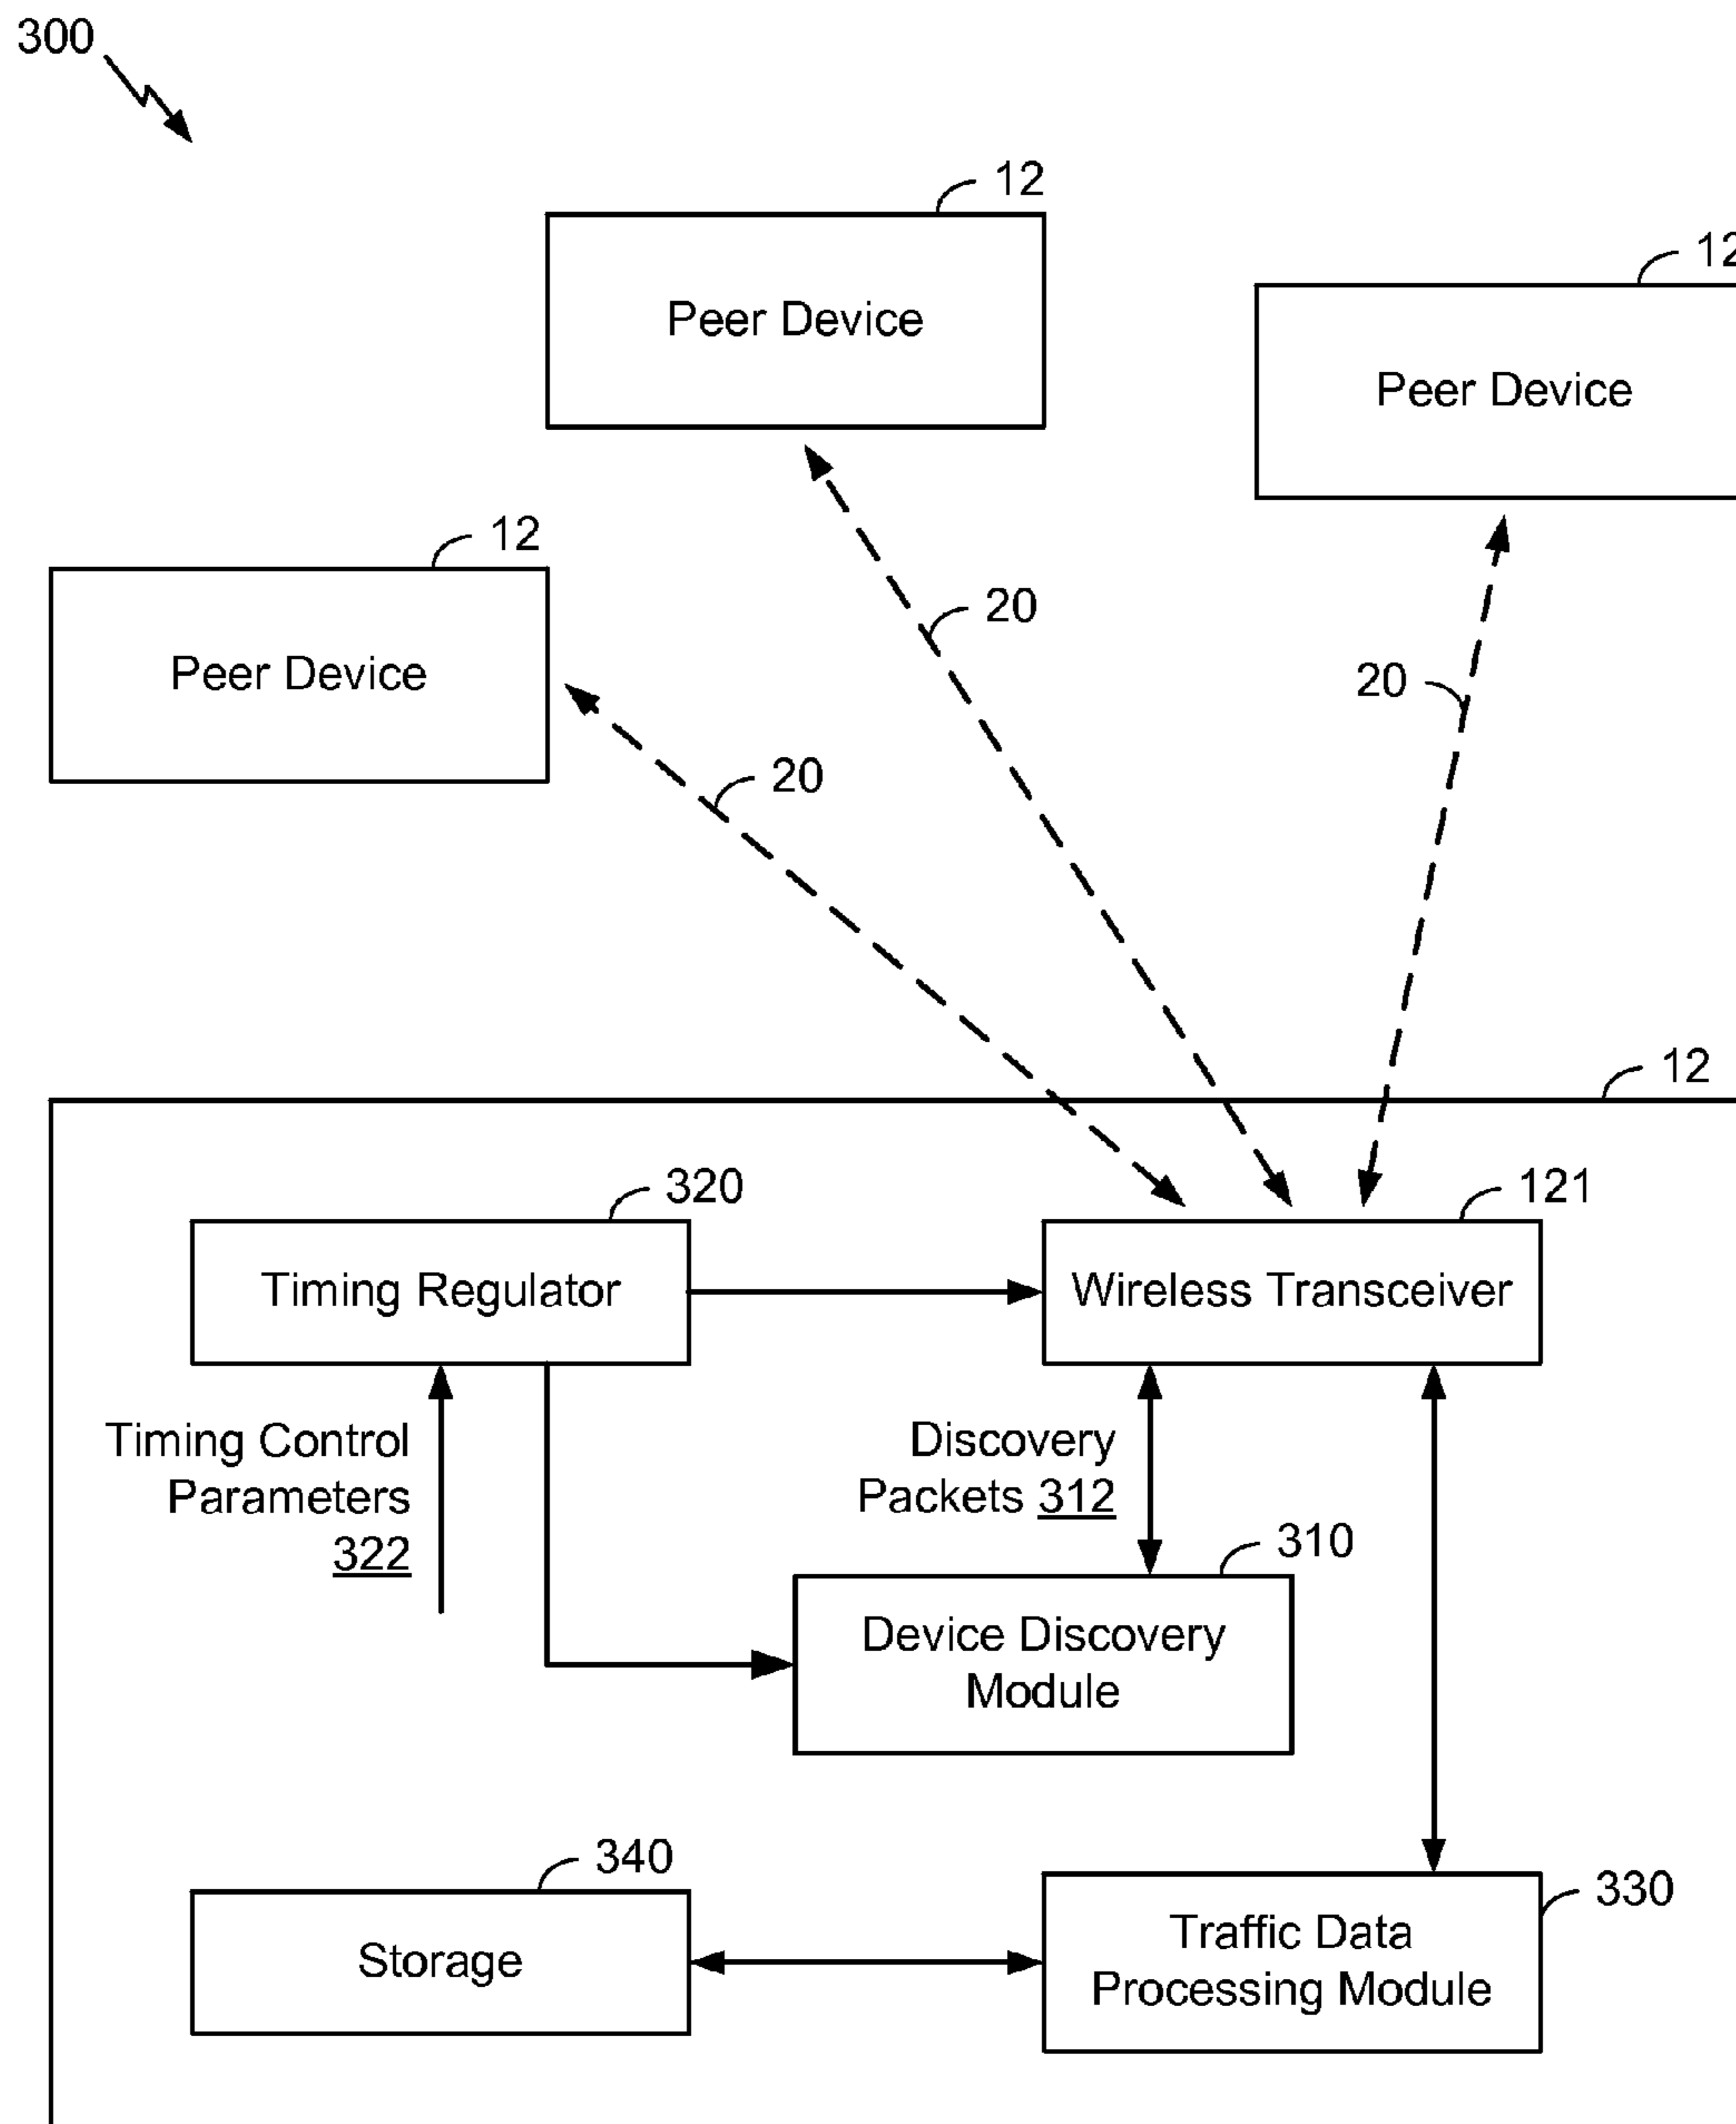 300
12
Peer Device
12
Peer Device
12
Peer Device
20
20
20
12
320
Timing Regulator
121
Wireless Transceiver
Timing Control
Parameters
322
Discovery
Packets 312
310
Device Discovery
Module
340
Storage
330
Traffic Data
Processing Module